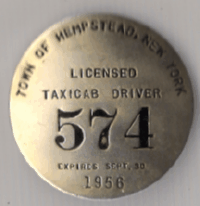 TOWN OF HEMPSTEAD, NEW YORK
LICENSED
TAXICAB DRIVER
574
EXPIRES SEPT. 30
1956